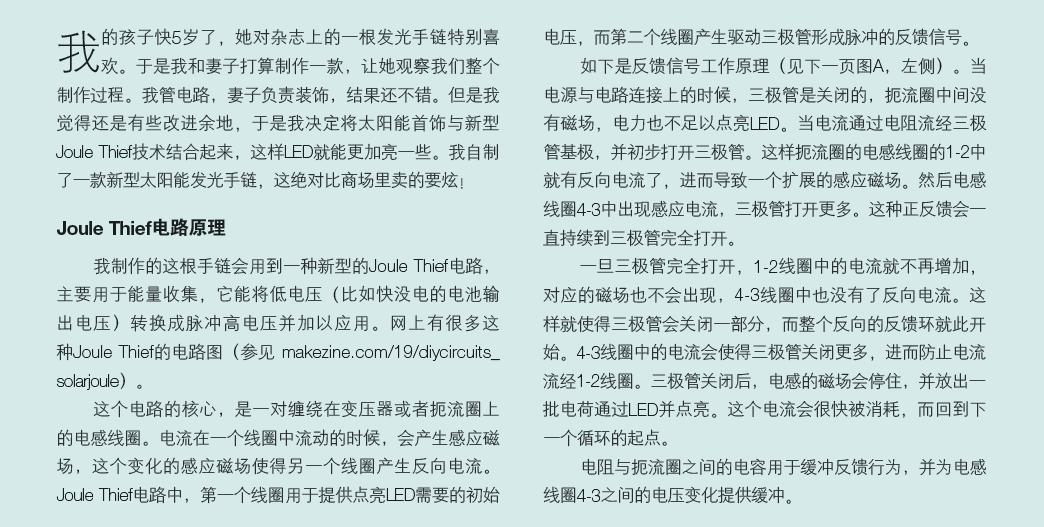 我的孩子快5岁了，她对杂志上的一根发光手链特别喜
欢。于是我和妻子打算制作一款，让她观察我们整个
制作过程。我管电路，妻子负责装饰，结果还不错。但是我
觉得还是有些改进余地，于是我决定将太阳能首饰与新型
Joule Thief技术结合起来，这样LED就能更加亮一些。我自制
了一款新型太阳能发光手链，这绝对比商场里卖的要炫！
Joule Thief电路原理
我制作的这根手链会用到一种新型的Joule Thief电路，
主要用于能量收集，它能将低电压（比如快没电的电池输
出电压）转换成脉冲高电压并加以应用。网上有很多这
种Joule Thief的电路图（参见 makezine.com/19/diycircuits_
solarjoule）。
这个电路的核心，是一对缠绕在变压器或者扼流圈上
的电感线圈。电流在一个线圈中流动的时候，会产生感应磁
场，这个变化的感应磁场使得另一个线圈产生反向电流。
Joule Thief电路中，第一个线圈用于提供点亮LED需要的初始
电压，而第二个线圈产生驱动三极管形成脉冲的反馈信号。
如下是反馈信号工作原理（见下一页图A，左侧）。当
电源与电路连接上的时候，三极管是关闭的，扼流圈中间没
有磁场，电力也不足以点亮LED。当电流通过电阻流经三极
管基极，并初步打开三极管。这样扼流圈的电感线圈的1-2中
就有反向电流了，进而导致一个扩展的感应磁场。然后电感
线圈4-3中出现感应电流，三极管打开更多。这种正反馈会一
直持续到三极管完全打开。
一旦三极管完全打开，1-2线圈中的电流就不再增加，
对应的磁场也不会出现，4-3线圈中也没有了反向电流。这
样就使得三极管会关闭一部分，而整个反向的反馈环就此开
始。4-3线圈中的电流会使得三极管关闭更多，进而防止电流
流经1-2线圈。三极管关闭后，电感的磁场会停住，并放出一
批电荷通过LED并点亮。这个电流会很快被消耗，而回到下
一个循环的起点。
电阻与扼流圈之间的电容用于缓冲反馈行为，并为电感
线圈4-3之间的电压变化提供缓冲。